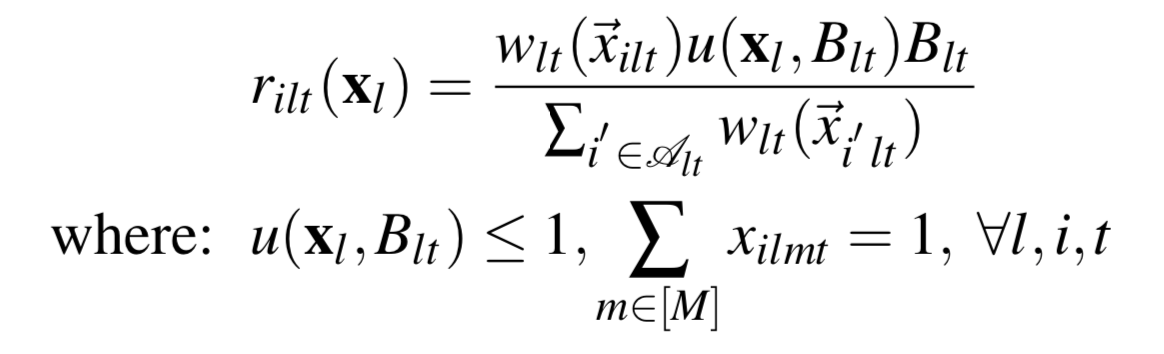 r_{ilt}(\mathbf{x}_l) = \frac{w_{lt}(\vec{x}_{ilt})u(\mathbf{x}_l, B_{lt})B_{lt}}{\sum_{i' \in \mathscr{A}_{lt}} w_{lt}(\vec{x}_{i'lt})}
where: u(\mathbf{x}_l, B_{lt}) \leq 1, \sum_{m \in [M]} x_{ilmt} = 1, \forall l, i, t